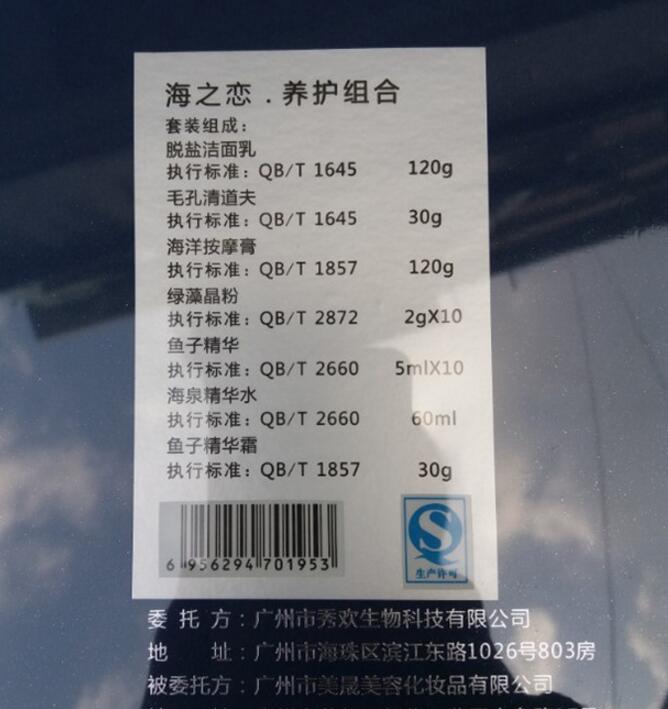 海之恋.养护组合
套装组成：
脱盐洁面乳
执行标准：QB/T 1645 120g
毛孔清道夫
执行标准：QB/T 1645 30g
海洋按摩膏
执行标准：QB/T 1857 120g
绿藻晶粉
执行标准：QB/T 2872 2gX10
鱼子精华
执行标准：QB/T 2660 5mlX10
海泉精华水
执行标准：QB/T 2660 60ml
鱼子精华霜
执行标准：QB/T 1857 30g
6 956294 701953
生产许可
委 托 方：广州市秀欢生物科技有限公司
地 址：广州市海珠区滨江东路1026号803房
被委托方：广州市美晟美容化妆品有限公司